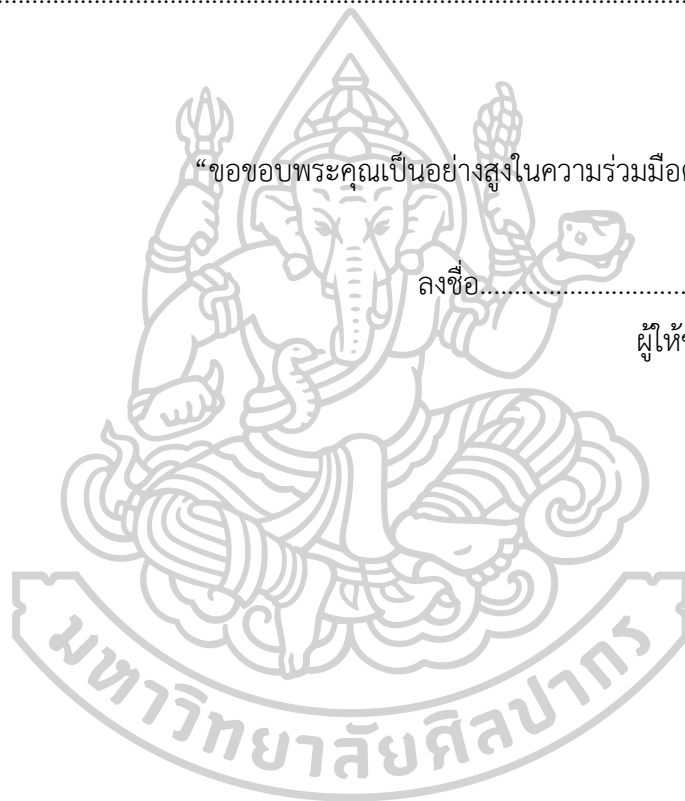 “ขอขอบพระคุณเป็นอย่างสูงในความร่วมมือ
ลงชื่อ
ผู้ให้
มหาวิทยาลัยศิลปากร